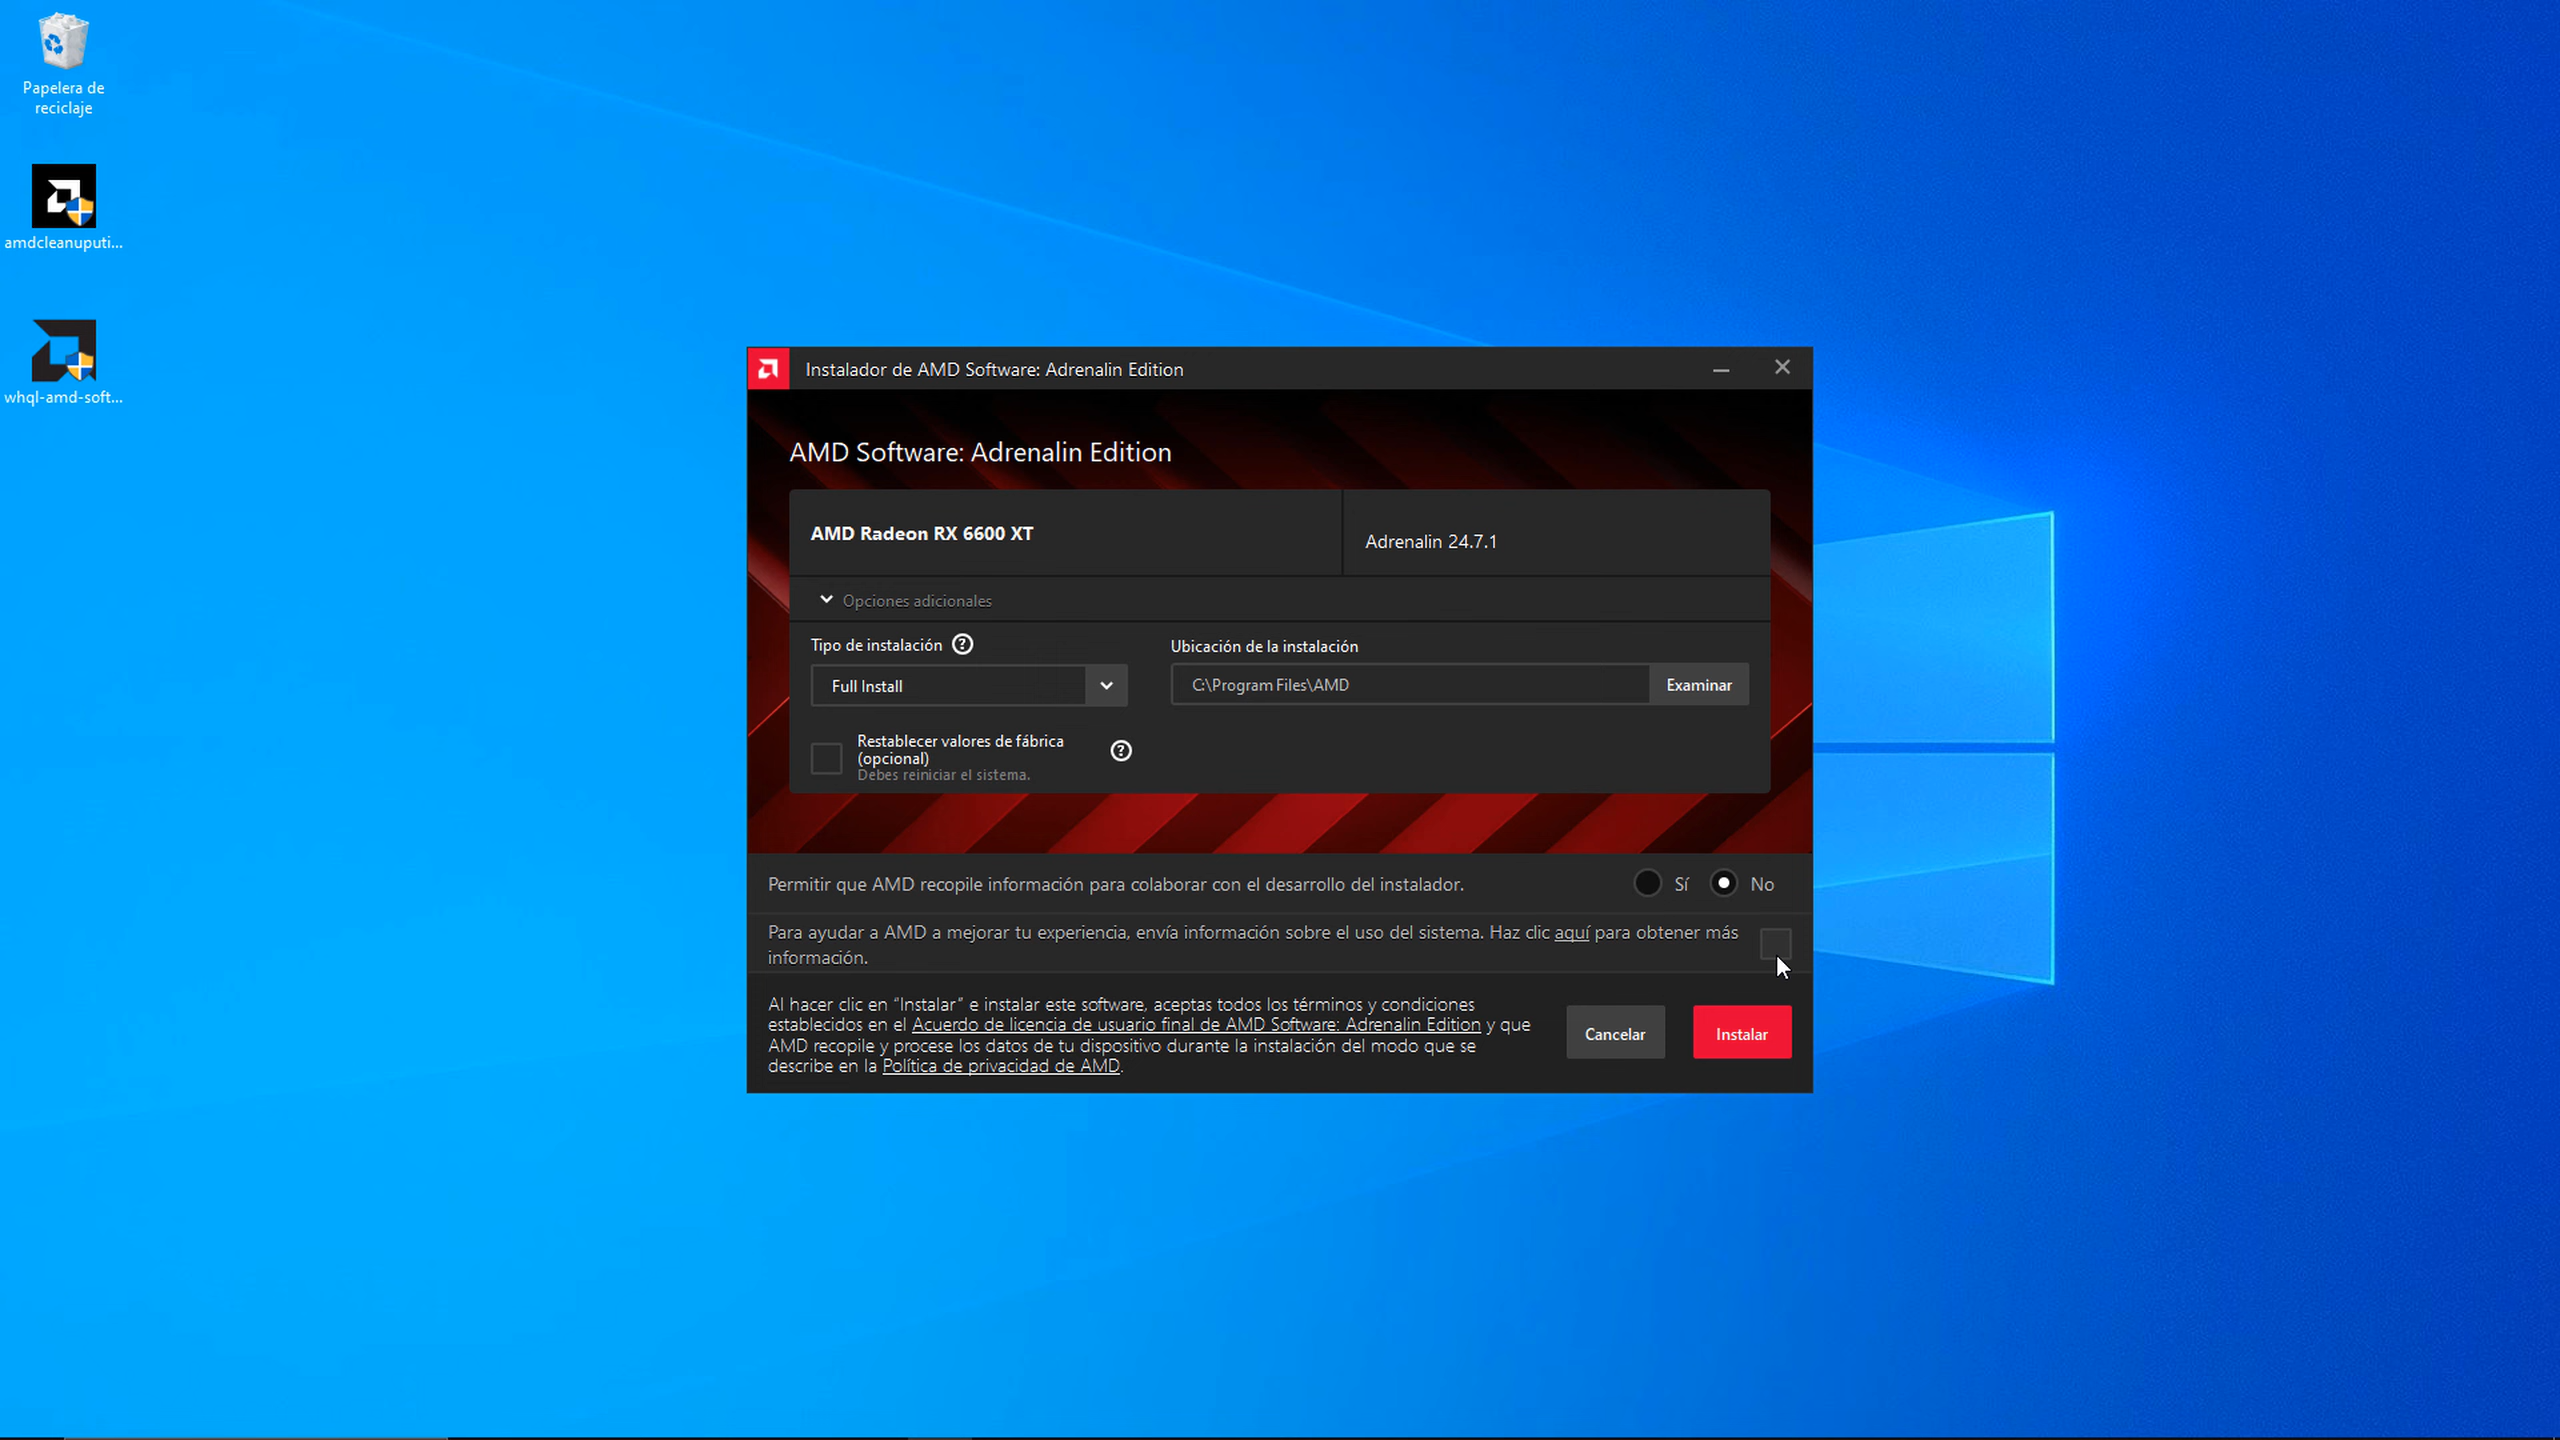 Papelera de
reciclaje
amdcleanuputi...
whql-amd-soft...
Instalador de AMD Software: Adrenalin Edition
AMD Software: Adrenalin Edition
AMD Radeon RX 6600 XT
Adrenalin 24.7.1
Opciones adicionales
Tipo de instalación ?
Ubicación de la instalación
Full Install
C:\Program Files\AMD
Examinar
Restablecer valores de fábrica
(opcional)
?
Debes reiniciar el sistema.
Permitir que AMD recopile información para colaborar con el desarrollo del instalador.
Sí
No
Para ayudar a AMD a mejorar tu experiencia, envía información sobre el uso del sistema. Haz clic aquí para obtener más
información.
Al hacer clic en "Instalar" e instalar este software, aceptas todos los términos y condiciones
establecidos en el Acuerdo de licencia de usuario final de AMD Software: Adrenalin Edition y que
AMD recopile y procese los datos de tu dispositivo durante la instalación del modo que se
describe en la Política de privacidad de AMD.
Cancelar
Instalar